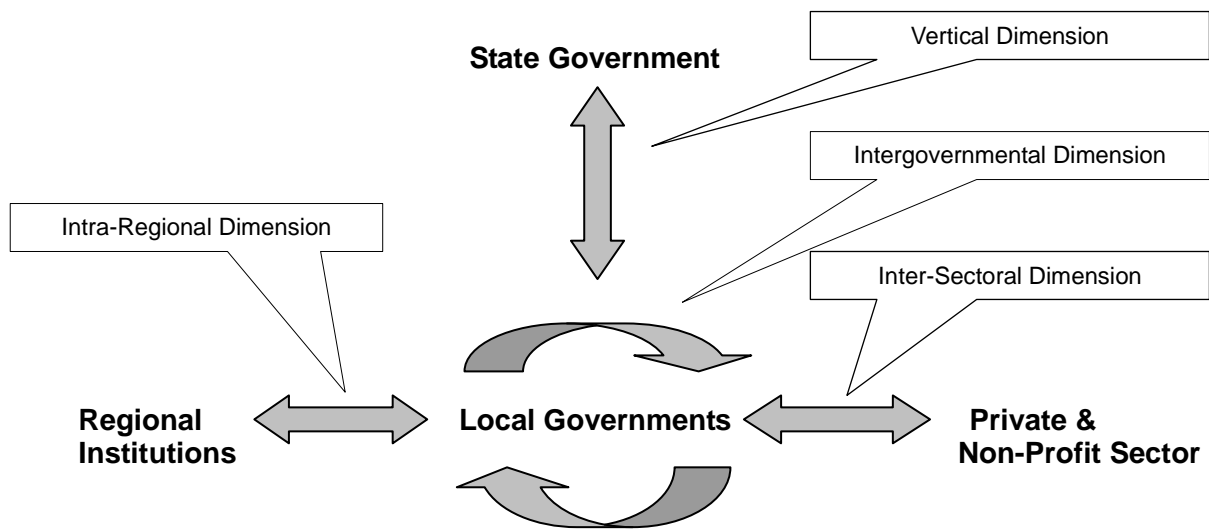 Vertical Dimension
State Government
Intergovernmental Dimension
Intra-Regional Dimension
Inter-Sectoral Dimension
Regional
Institutions
Local Governments
Private &
Non-Profit Sector